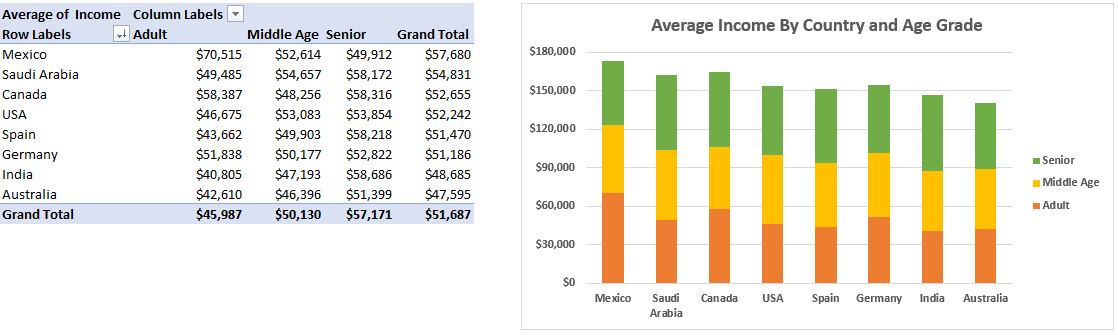 Average of  Income Column Labels
Row Labels Adult Middle Age Senior Grand Total
Mexico $70,515 $52,614 $49,912 $57,680
Saudi Arabia $49,485 $54,657 $58,172 $54,831
Canada $58,387 $48,256 $58,316 $52,655
USA $46,675 $53,083 $53,854 $52,242
Spain $43,662 $49,903 $58,218 $51,470
Germany $51,838 $50,177 $52,822 $51,186
India $40,805 $47,193 $58,686 $48,685
Australia $42,610 $46,396 $51,399 $47,595
Grand Total $45,987 $50,130 $57,171 $51,687
Average Income By Country and Age Grade
$180,000
$150,000
$120,000
$90,000
$60,000
$30,000
$0
Mexico Saudi Arabia Canada USA Spain Germany India Australia
Senior
Middle Age
Adult